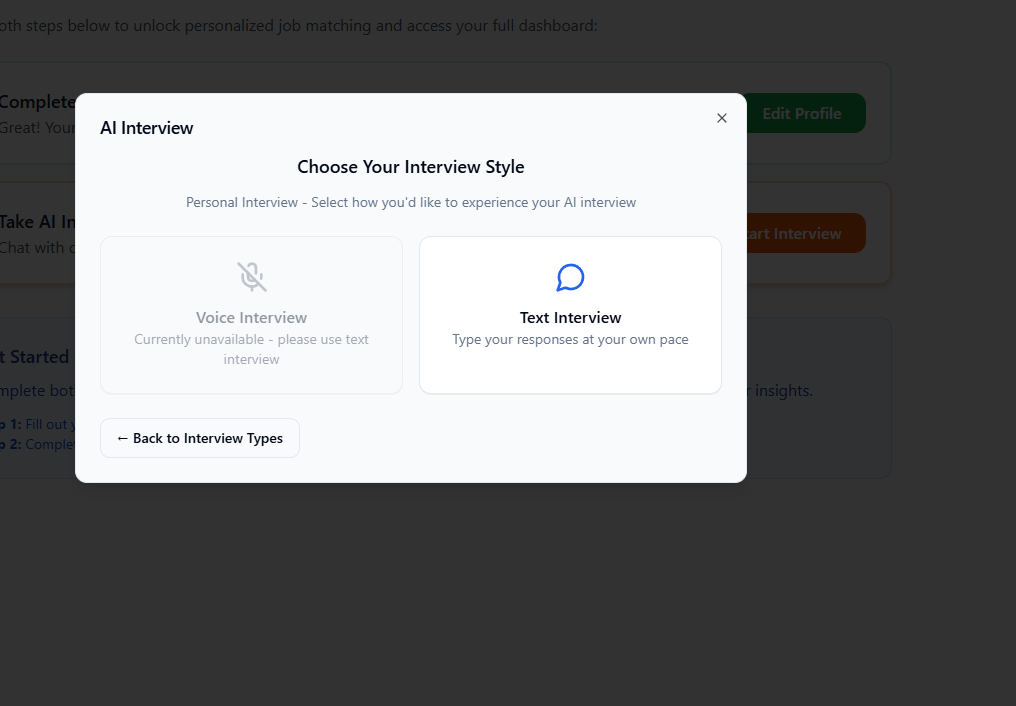 oth steps below to unlock personalized job matching and access your full dashboard:
Complete
Great! Your
Edit Profile
AI Interview
Choose Your Interview Style
Personal Interview - Select how you'd like to experience your AI interview
Take AI In
Chat with
art Interview
Voice Interview
Currently unavailable - please use text
interview
Text Interview
Type your responses at your own pace
t Started
mplete bot
insights.
p 1: Fill out
p 2: Complet
← Back to Interview Types